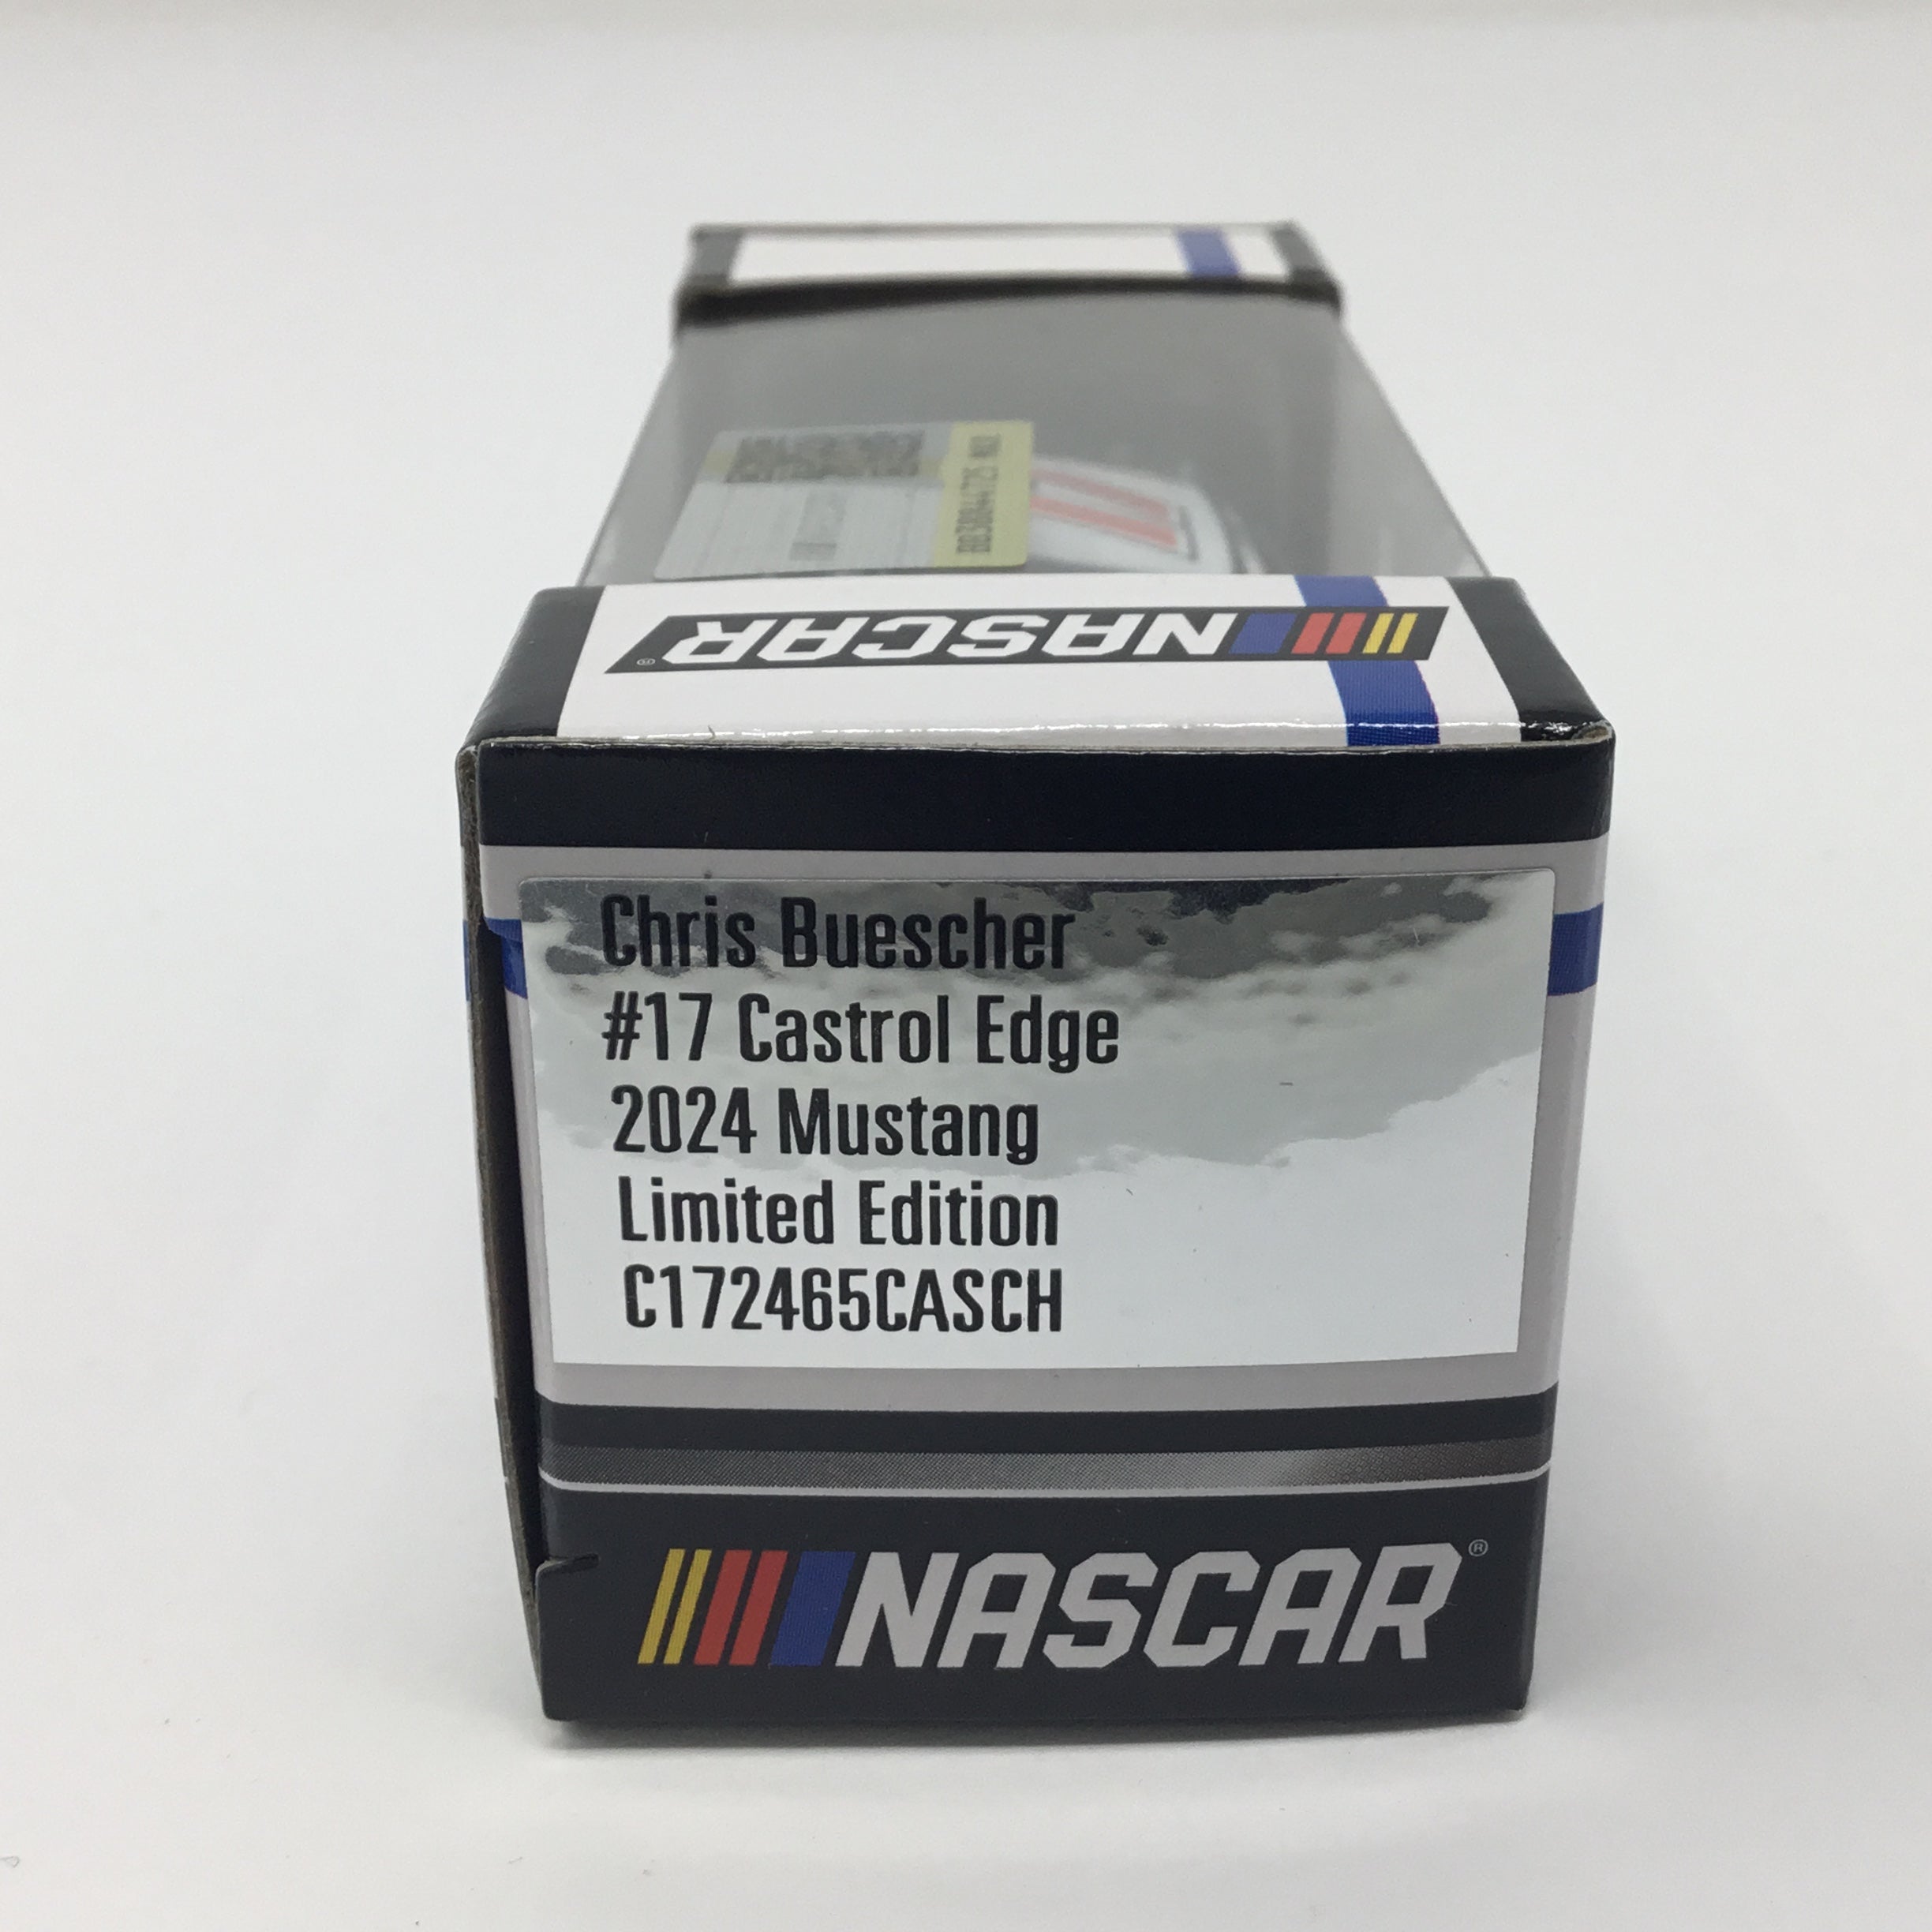 NASCAR®
Chris Buescher
#17 Castrol Edge
2024 Mustang
Limited Edition
C172465CASCH
NASCAR®